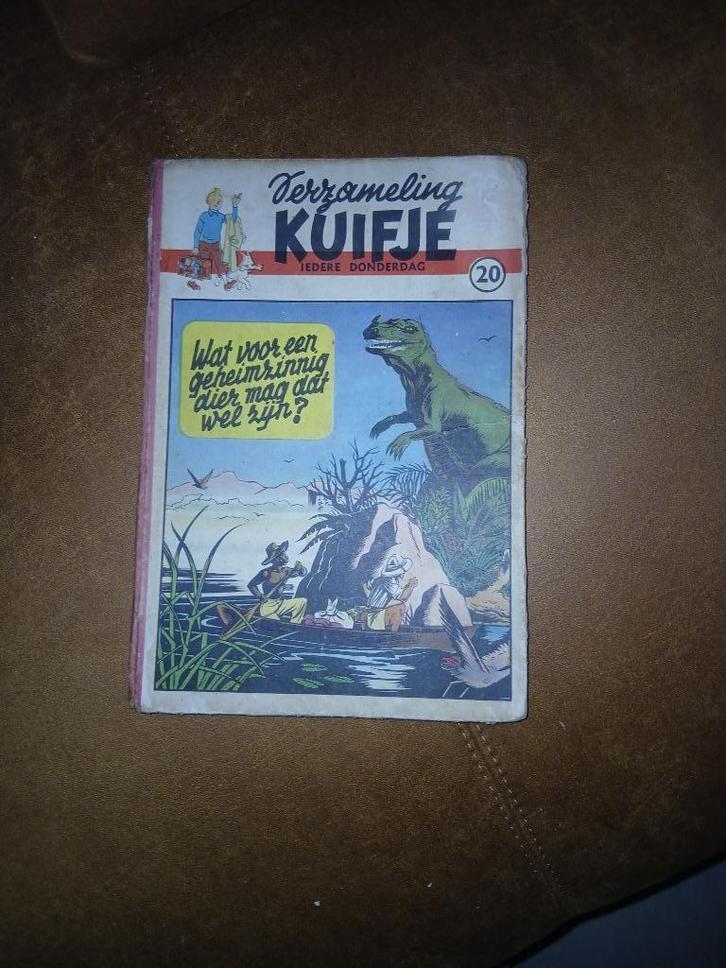 Verzameling
KUIFJE
IEDERE DONDERDAG
20
Wat voor een
geheimzinnig
dier mag dat
wel zijn?